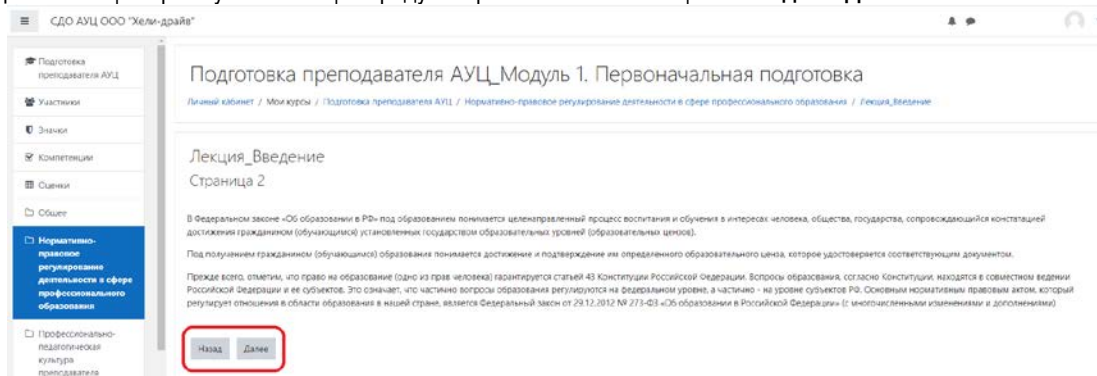 СДО АУЦ ООО "Хели-драйв"
Подготовка
преподавателя АУЦ
Участники
Значки
Компетенции
Оценки
Общее
Нормативно-
правовое
регулирование
деятельности в сфере
профессионального
образования
Профессионально-
педагогическая
культура
преподавателя
Подготовка преподавателя АУЦ_Модуль 1. Первоначальная подготовка
Личный кабинет / Мои курсы / Подготовка преподавателя АУЦ / Нормативно-правовое регулирование деятельности в сфере профессионального образования / Лекция_Введение
Лекция_Введение
Страница 2
В Федеральном законе «Об образовании в РФ» под образованием понимается целенаправленный процесс воспитания и обучения в интересах человека, общества, государства, сопровождающийся констатацией
достижения гражданином (обучающимся) установленных государством образовательных уровней (образовательных цензов).
Под получением гражданином (обучающимся) образования понимается достижение и подтверждение им определенного образовательного ценза, которое удостоверяется соответствующим документом.
Прежде всего, отметим, что право на образование (одно из прав человека) гарантируется статьей 43 Конституции Российской Федерации. Вопросы образования, согласно Конституции, находятся в совместном ведении
Российской Федерации и ее субъектов. Это означает, что частично вопросы образования регулируются на федеральном уровне, а частично - на уровне субъектов РФ. Основным нормативным правовым актом, который
регулирует отношения в области образования в нашей стране, является Федеральный закон от 29.12.2012 № 273-ФЗ «Об образовании в Российской Федерации» (с многочисленными изменениями и дополнениями)
Назад Далее